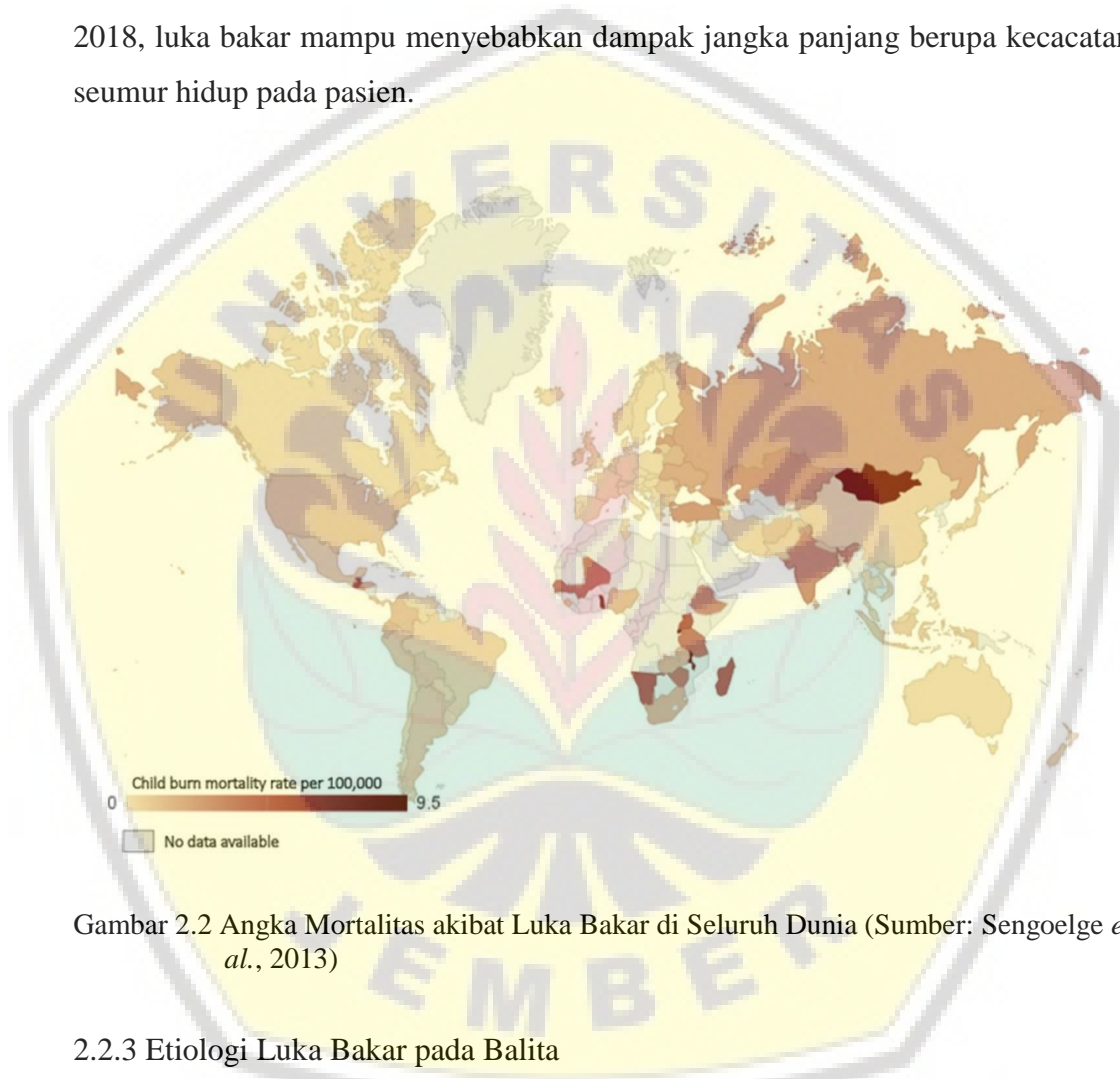 2018, luka bakar mampu menyebabkan dampak jangka panjang berupa kecacatan
seumur hidup pada pasien.
UNIVERSITAS
Child burn mortality rate per 100,000
0 9.5
No data available
Gambar 2.2 Angka Mortalitas akibat Luka Bakar di Seluruh Dunia (Sumber: Sengoelge e
al., 2013)
JEMBER
2.2.3 Etiologi Luka Bakar pada Balita